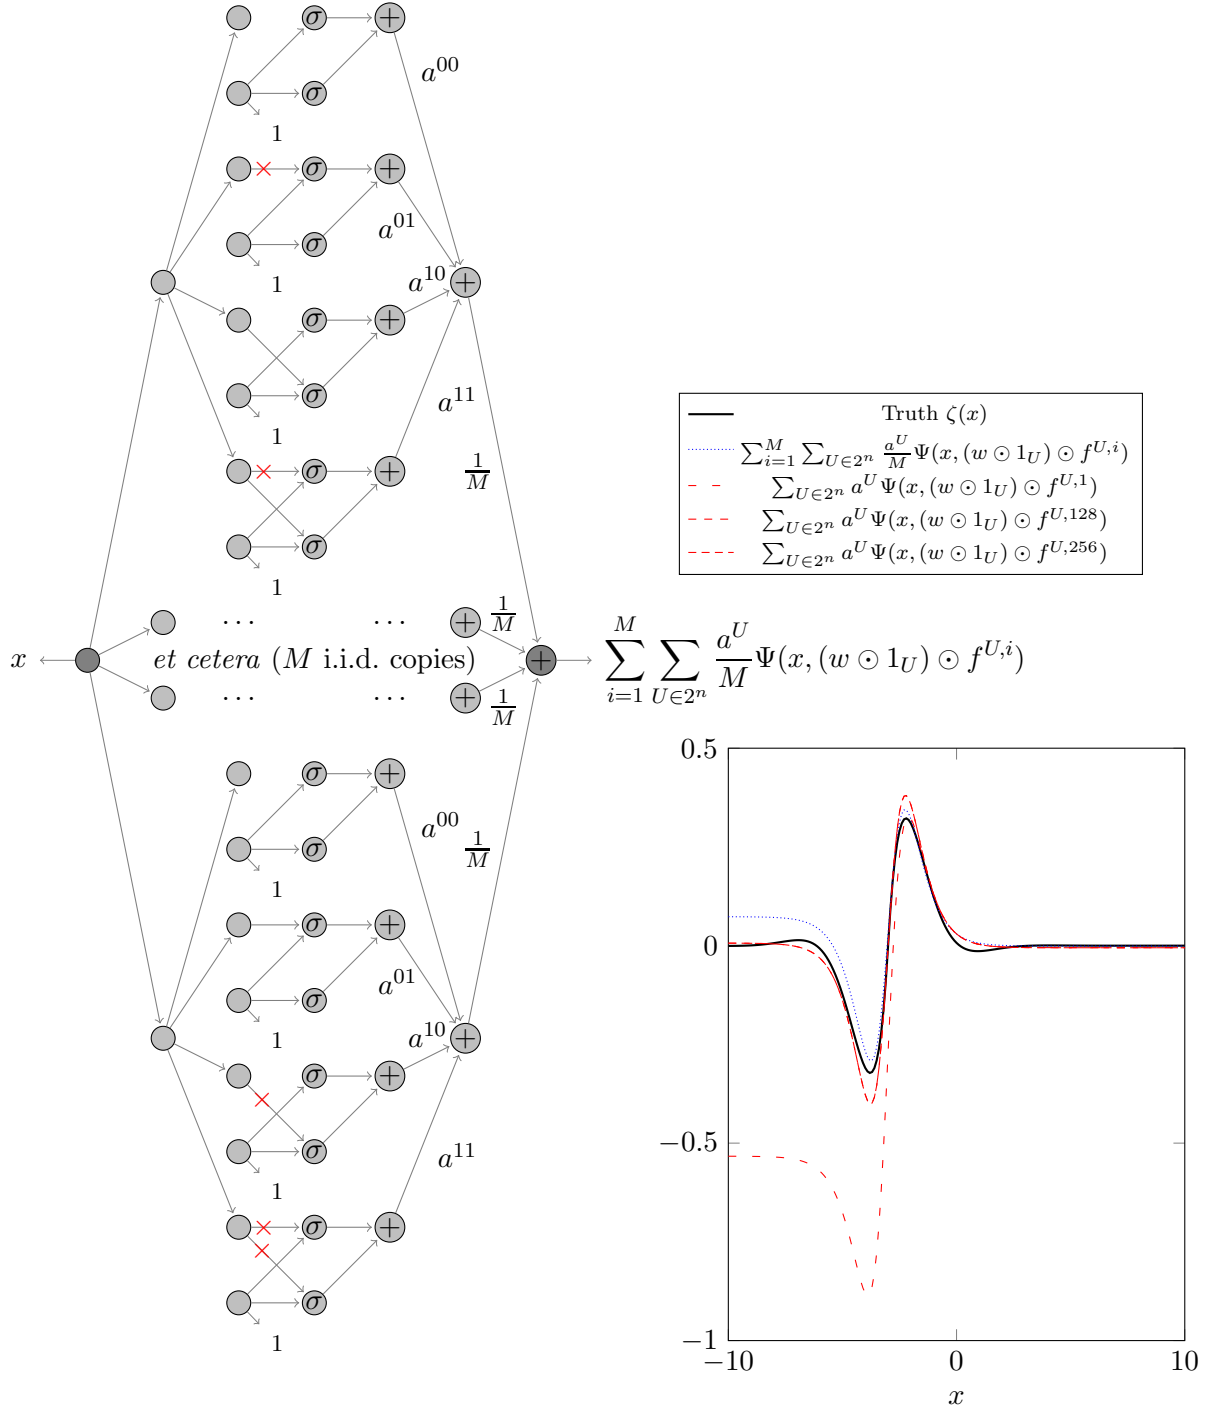 σ +
a^{00}
σ
1
σ +
a^{01}
σ
1
a^{10} +
σ +
σ
1
a^{11}
σ +
1/M
σ
1
Truth ζ(x)
∑_{i=1}^{M} ∑_{U∈2^n} a^U/M Ψ(x, (w ⊙ 1_U) ⊙ f^{U,i})
∑_{U∈2^n} a^U Ψ(x, (w ⊙ 1_U) ⊙ f^{U,1})
∑_{U∈2^n} a^U Ψ(x, (w ⊙ 1_U) ⊙ f^{U,128})
∑_{U∈2^n} a^U Ψ(x, (w ⊙ 1_U) ⊙ f^{U,256})
⋯ ⋯ + 1/M
x et cetera (M i.i.d. copies) + ∑_{i=1}^{M} ∑_{U∈2^n} a^U/M Ψ(x, (w ⊙ 1_U) ⊙ f^{U,i})
⋯ ⋯ + 1/M
σ +
a^{00}
1/M
σ
1
σ +
a^{01}
σ
1
a^{10} +
σ +
σ
1
a^{11}
σ +
σ
1
0.5
0
−0.5
−1
−10 0 10
x